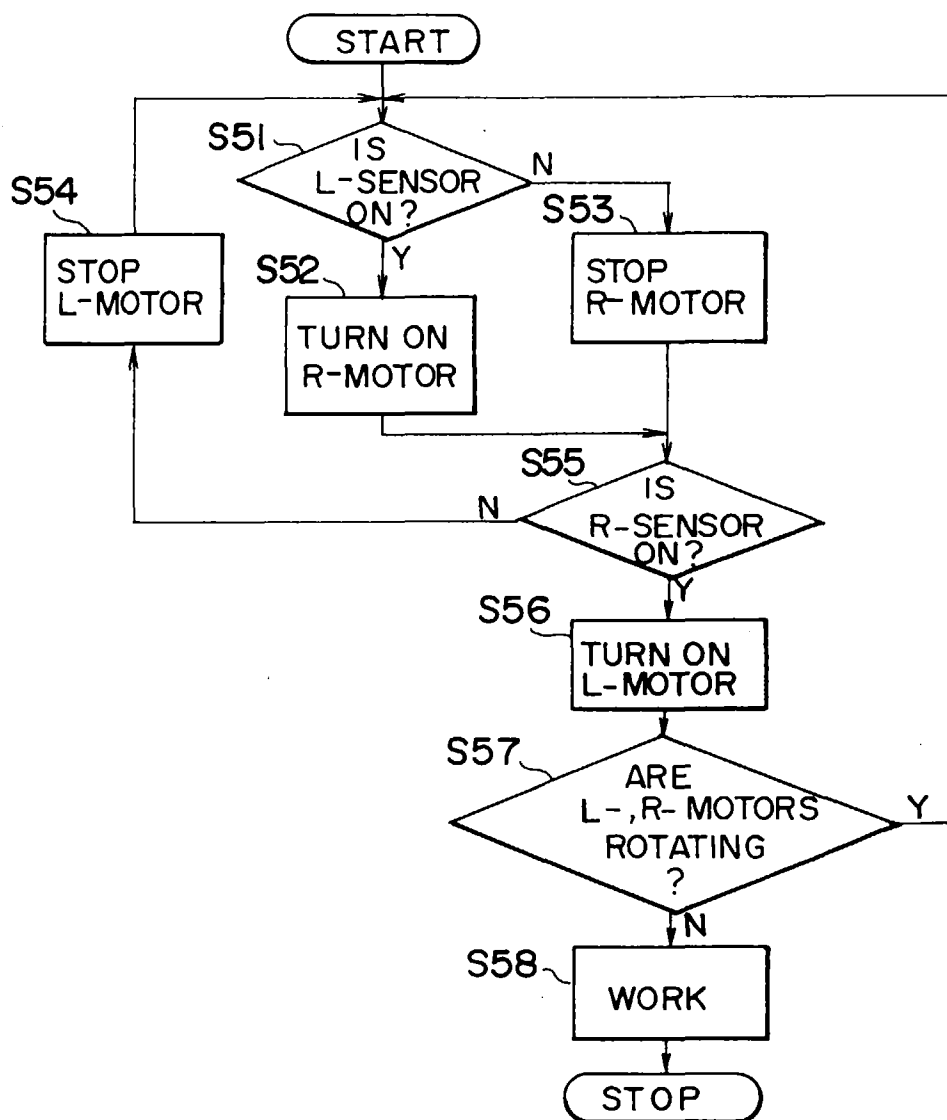 START
S51
IS
L-SENSOR
ON?
N
Y
S54
STOP
L-MOTOR
S52
TURN ON
R-MOTOR
S53
STOP
R-MOTOR
S55
IS
R-SENSOR
ON?
N
Y
S56
TURN ON
L-MOTOR
S57
ARE
L-,R-MOTORS
ROTATING
?
Y
N
S58
WORK
STOP